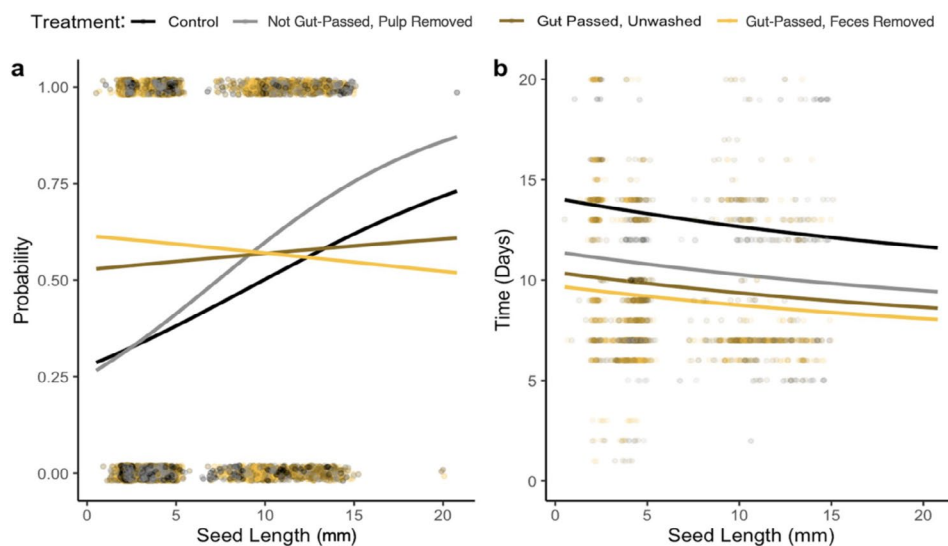 Treatment: Control Not Gut-Passed, Pulp Removed Gut Passed, Unwashed Gut-Passed, Feces Removed
a
1.00
0.75
0.50
0.25
0.00
Probability
0 5 10 15 20
Seed Length (mm)
b
20
15
10
5
0
Time (Days)
0 5 10 15 20
Seed Length (mm)